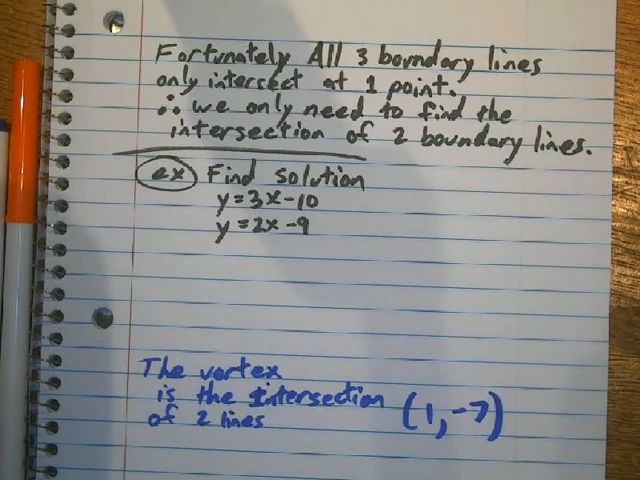 Fortunately All 3 boundary lines
only intersect at 1 point.
∴ we only need to find the
intersection of 2 boundary lines.
ex Find solution
y=3x-10
y=2x-9
The vortex
is the intersection (1,-7)
of 2 lines